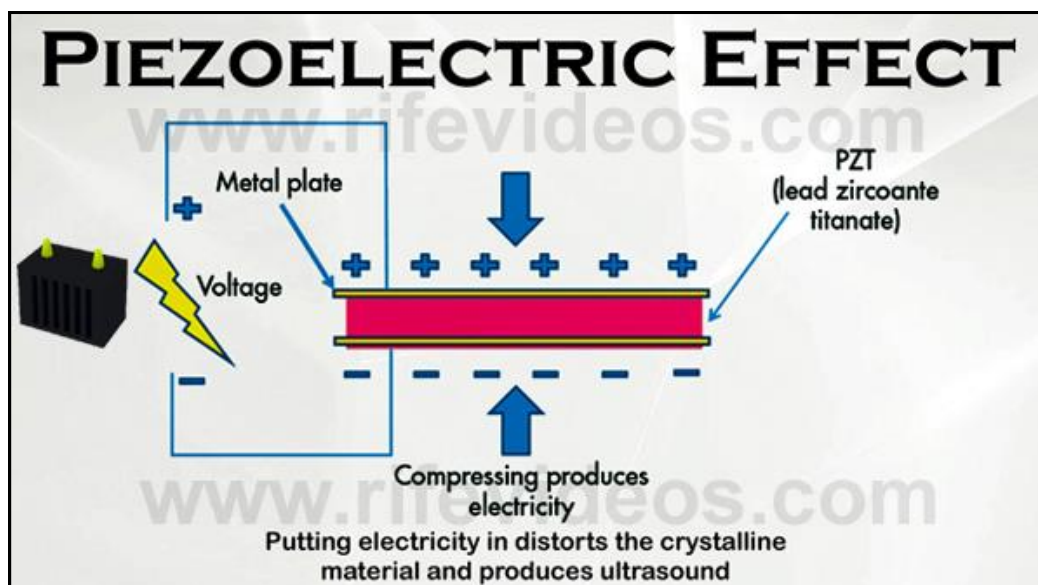 PIEZOELECTRIC EFFECT
www.rifevideos.com
Metal plate
PZT
(lead zircoante
titanate)
+
+ + + + + +
Voltage
-
- - - - - -
Compressing produces
electricity
www.rifevideos.com
Putting electricity in distorts the crystalline
material and produces ultrasound